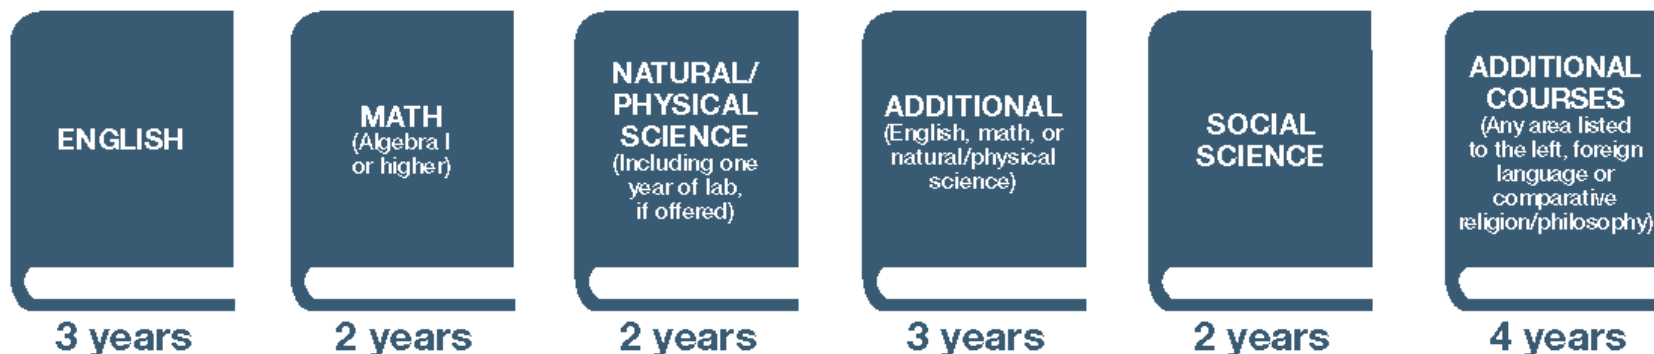 ENGLISH
3 years
MATH
(Algebra I
or higher)
2 years
NATURAL/
PHYSICAL
SCIENCE
(Including one
year of lab,
if offered)
2 years
ADDITIONAL
(English, math, or
natural/physical
science)
3 years
SOCIAL
SCIENCE
2 years
ADDITIONAL
COURSES
(Any area listed
to the left, foreign
language or
comparative
religion/philosophy)
4 years